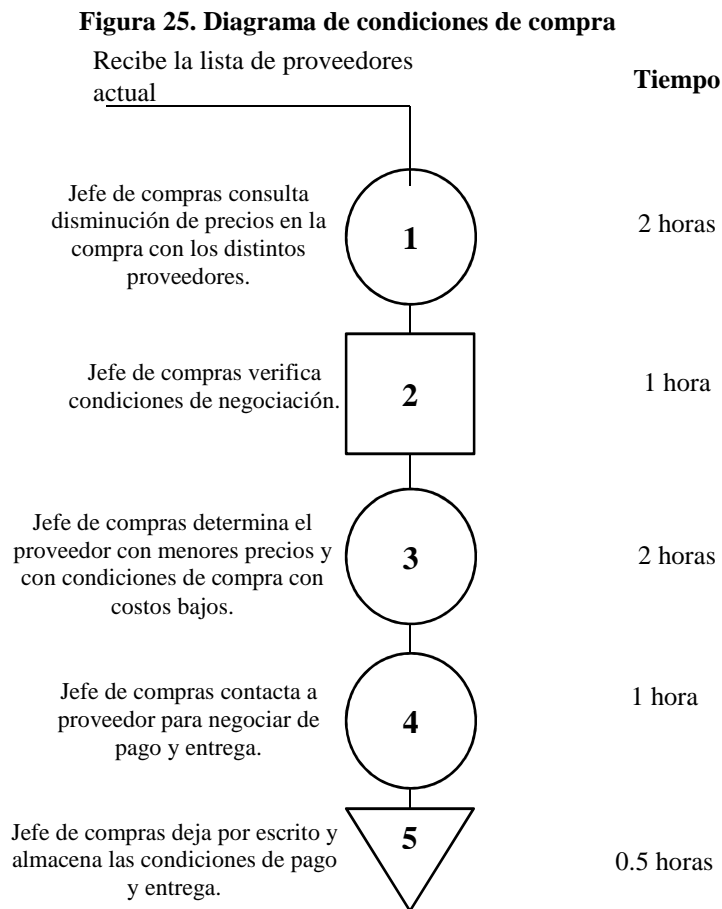 Figura 25. Diagrama de condiciones de compra
Recibe la lista de proveedores
actual
Tiempo
Jefe de compras consulta
disminución de precios en la
compra con los distintos
proveedores.
1
2 horas
Jefe de compras verifica
condiciones de negociación.
2
1 hora
Jefe de compras determina el
proveedor con menores precios y
con condiciones de compra con
costos bajos.
3
2 horas
Jefe de compras contacta a
proveedor para negociar de
pago y entrega.
4
1 hora
Jefe de compras deja por escrito y
almacena las condiciones de pago
y entrega.
5
0.5 horas